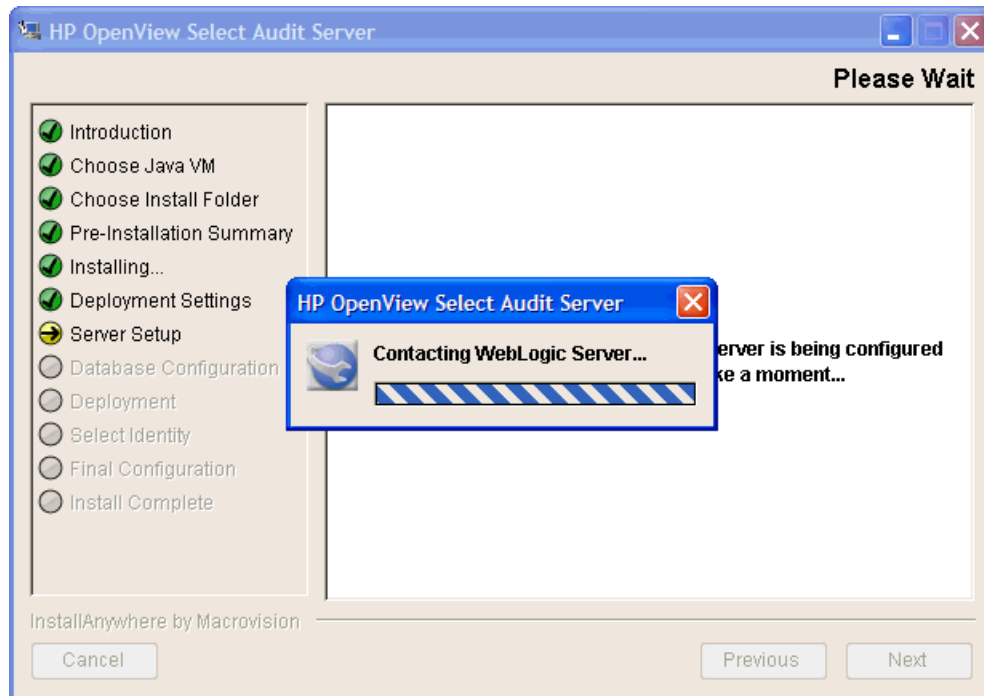 HP OpenView Select Audit Server
Please Wait
Introduction
Choose Java VM
Choose Install Folder
Pre-Installation Summary
Installing...
Deployment Settings
Server Setup
Database Configuration
Deployment
Select Identity
Final Configuration
Install Complete
HP OpenView Select Audit Server
Contacting WebLogic Server...
erver is being configured
ke a moment...
InstallAnywhere by Macrovision
Cancel
Previous
Next